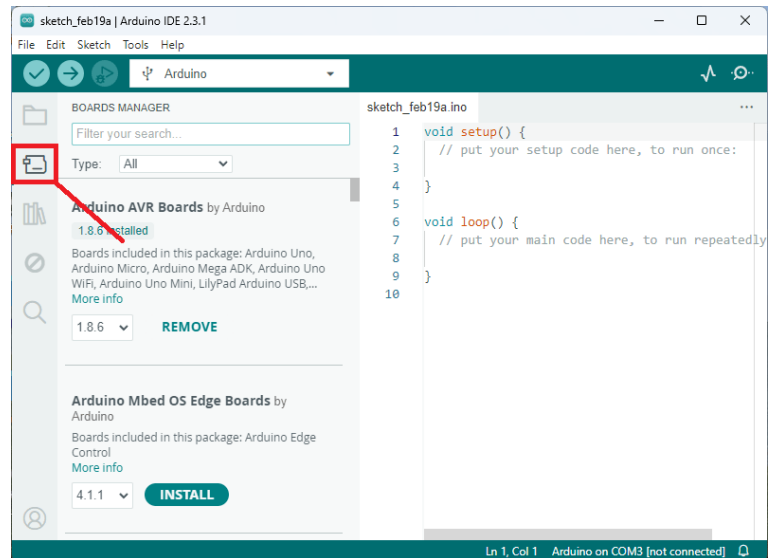 sketch_feb19a | Arduino IDE 2.3.1
File Edit Sketch Tools Help
Arduino
BOARDS MANAGER
Filter your search...
Type: All
Arduino AVR Boards by Arduino
1.8.6 installed
Boards included in this package: Arduino Uno,
Arduino Micro, Arduino Mega ADK, Arduino Uno
WiFi, Arduino Uno Mini, LilyPad Arduino USB,...
More info
1.8.6 REMOVE
Arduino Mbed OS Edge Boards by
Arduino
Boards included in this package: Arduino Edge
Control
More info
4.1.1 INSTALL
sketch_feb19a.ino ...
1 void setup() {
2 // put your setup code here, to run once:
3
4 }
5
6 void loop() {
7 // put your main code here, to run repeatedly
8
9 }
10
Ln 1, Col 1 Arduino on COM3 [not connected]